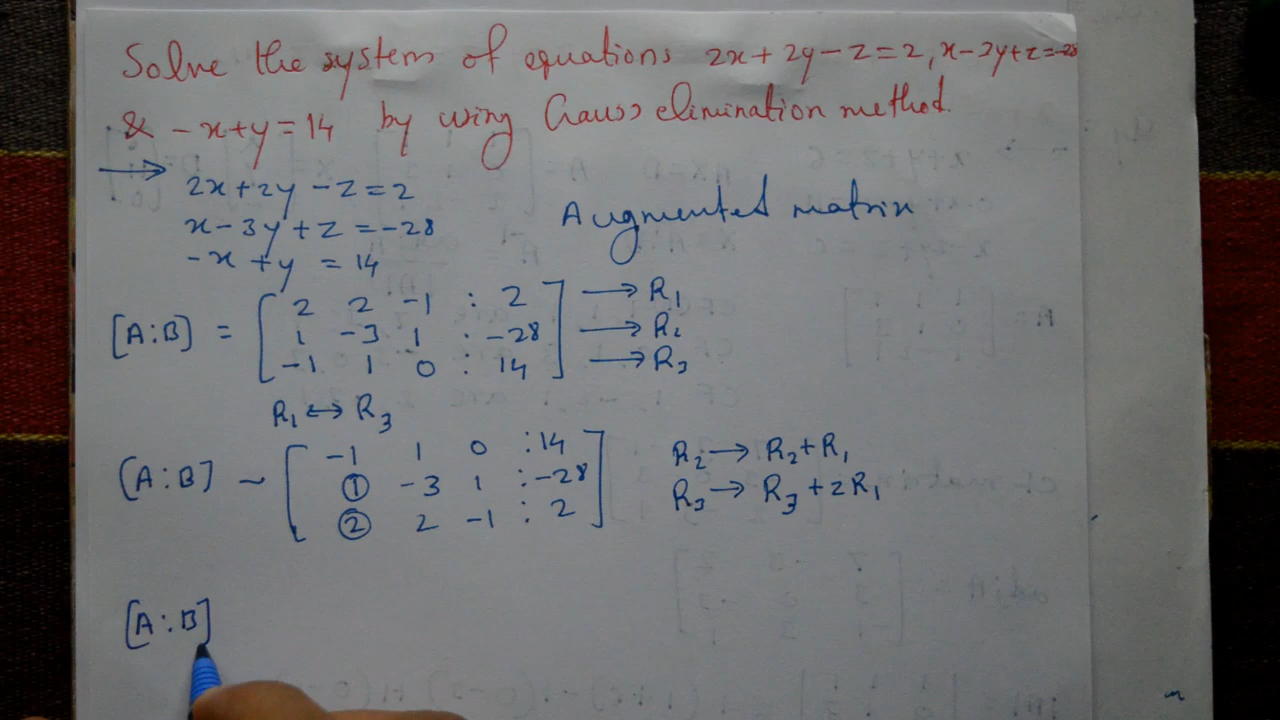 Solve the system of equations 2x + 2y - z = 2, x - 3y + z = -28
& -x + y = 14 by using Gauss elimination method.
→ 2x + 2y - z = 2
x - 3y + z = -28
-x + y = 14
Augmented matrix
[A:B] = [ 2 2 -1 : 2 ] → R₁
[ 1 -3 1 : -28 ] → R₂
[ -1 1 0 : 14 ] → R₃
R₁ ↔ R₃
[A:B] ~ [ -1 1 0 : 14 ]
[ ① -3 1 : -28 ] R₂ → R₂ + R₁
[ ② 2 -1 : 2 ] R₃ → R₃ + 2R₁
[A:B]